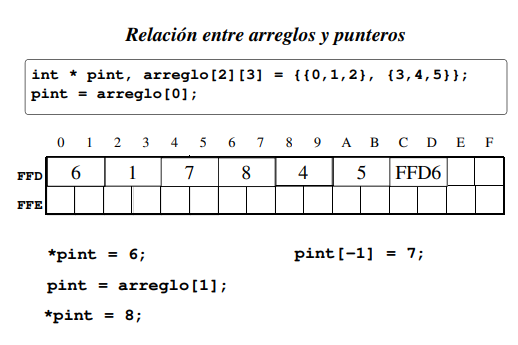 Relación entre arreglos y punteros
int * pint, arreglo[2][3] = {{0,1,2}, {3,4,5}};
pint = arreglo[0];
0 1 2 3 4 5 6 7 8 9 A B C D E F
FFD 6 1 7 8 4 5 FFD6
FFE
*pint = 6; pint[-1] = 7;
pint = arreglo[1];
*pint = 8;